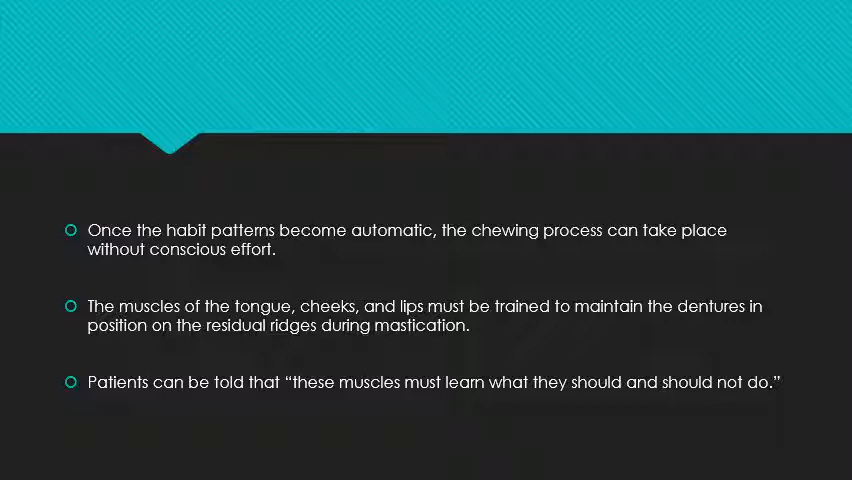 Once the habit patterns become automatic, the chewing process can take place
without conscious effort.
The muscles of the tongue, cheeks, and lips must be trained to maintain the dentures in
position on the residual ridges during mastication.
Patients can be told that “these muscles must learn what they should and should not do.”